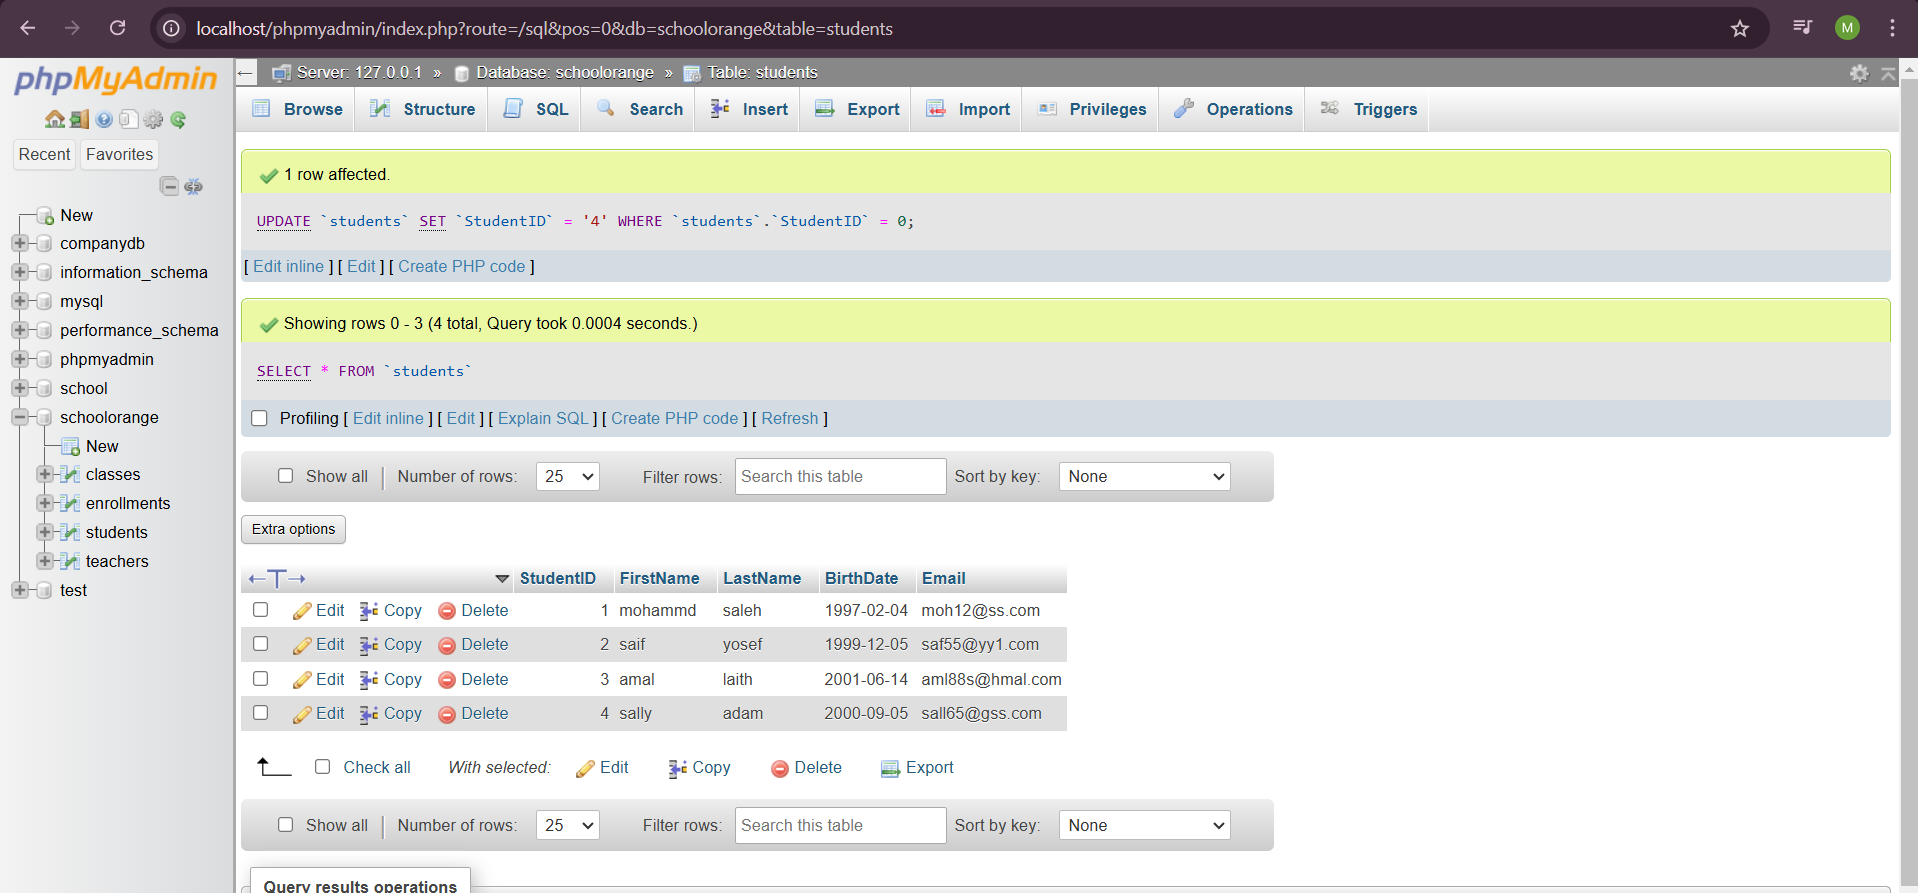 localhost/phpmyadmin/index.php?route=/sql&pos=0&db=schoolorange&table=students
M
phpMyAdmin
Recent Favorites
New
companydb
information_schema
mysql
performance_schema
phpmyadmin
school
schoolorange
New
classes
enrollments
students
teachers
test
Server: 127.0.0.1 » Database: schoolorange » Table: students
Browse Structure SQL Search Insert Export Import Privileges Operations Triggers
1 row affected.
UPDATE `students` SET `StudentID` = '4' WHERE `students`.`StudentID` = 0;
[ Edit inline ] [ Edit ] [ Create PHP code ]
Showing rows 0 - 3 (4 total, Query took 0.0004 seconds.)
SELECT * FROM `students`
Profiling [ Edit inline ] [ Edit ] [ Explain SQL ] [ Create PHP code ] [ Refresh ]
Show all | Number of rows: 25 Filter rows: Search this table Sort by key: None
Extra options
←T→ StudentID FirstName LastName BirthDate Email
Edit Copy Delete 1 mohammd saleh 1997-02-04 moh12@ss.com
Edit Copy Delete 2 saif yosef 1999-12-05 saf55@yy1.com
Edit Copy Delete 3 amal laith 2001-06-14 aml88s@hmal.com
Edit Copy Delete 4 sally adam 2000-09-05 sall65@gss.com
Check all With selected: Edit Copy Delete Export
Show all | Number of rows: 25 Filter rows: Search this table Sort by key: None
Query results operations